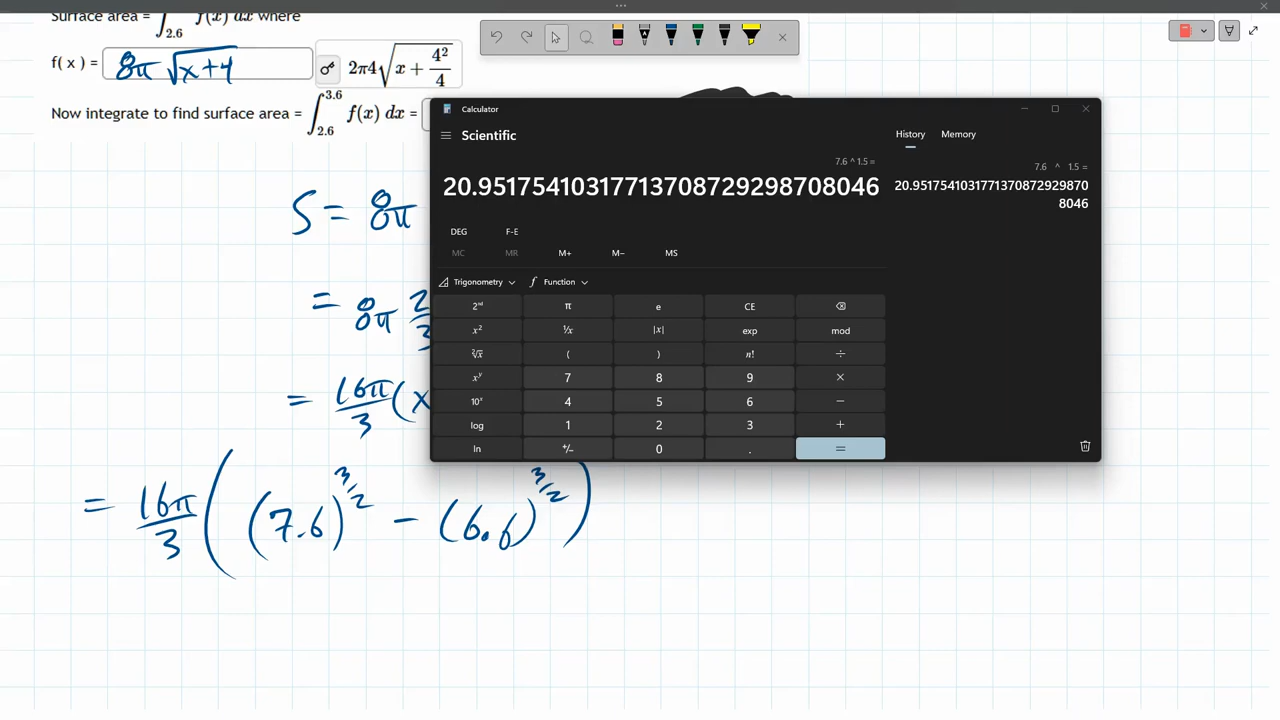 Surface area = ∫2.6 f(x) dx where
f( x ) = 8π √x+4 2π4√x + 4²/4
Now integrate to find surface area = ∫2.6^3.6 f(x) dx =
S = 8π
= 8π 2/3
= 16π/3 (x
= 16π/3 ( (7.6)^3/2 − (6.6)^3/2 )
Calculator
Scientific
7.6 ^ 1.5 =
20.95175410317713708729298708046
DEG F-E
MC MR M+ M− MS
Trigonometry Function
2ⁿᵈ π e CE
x² ¹/x |x| exp mod
²√x ( ) n! ÷
xʸ 7 8 9 ×
10ˣ 4 5 6 −
log 1 2 3 +
ln +/− 0 . =
History Memory
7.6 ^ 1.5 =
20.9517541031771370872929870
8046